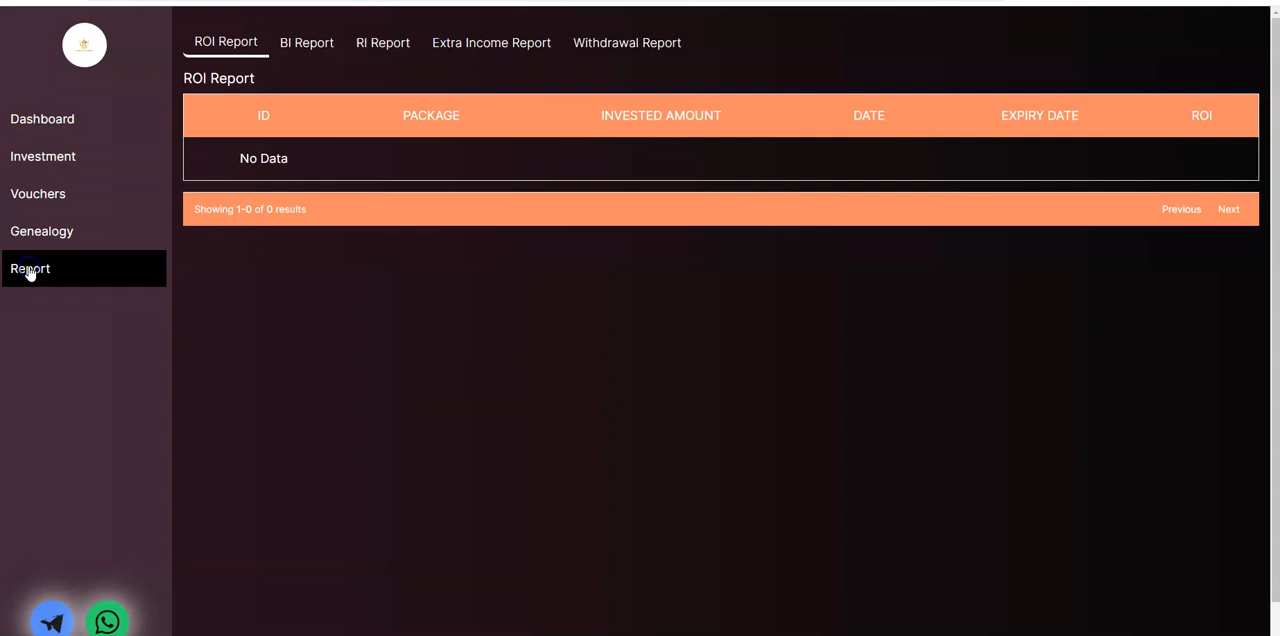 ROI Report
BI Report
RI Report
Extra Income Report
Withdrawal Report
ROI Report
ID PACKAGE INVESTED AMOUNT DATE EXPIRY DATE ROI
No Data
Showing 1-0 of 0 results
Previous Next
Dashboard
Investment
Vouchers
Genealogy
Report